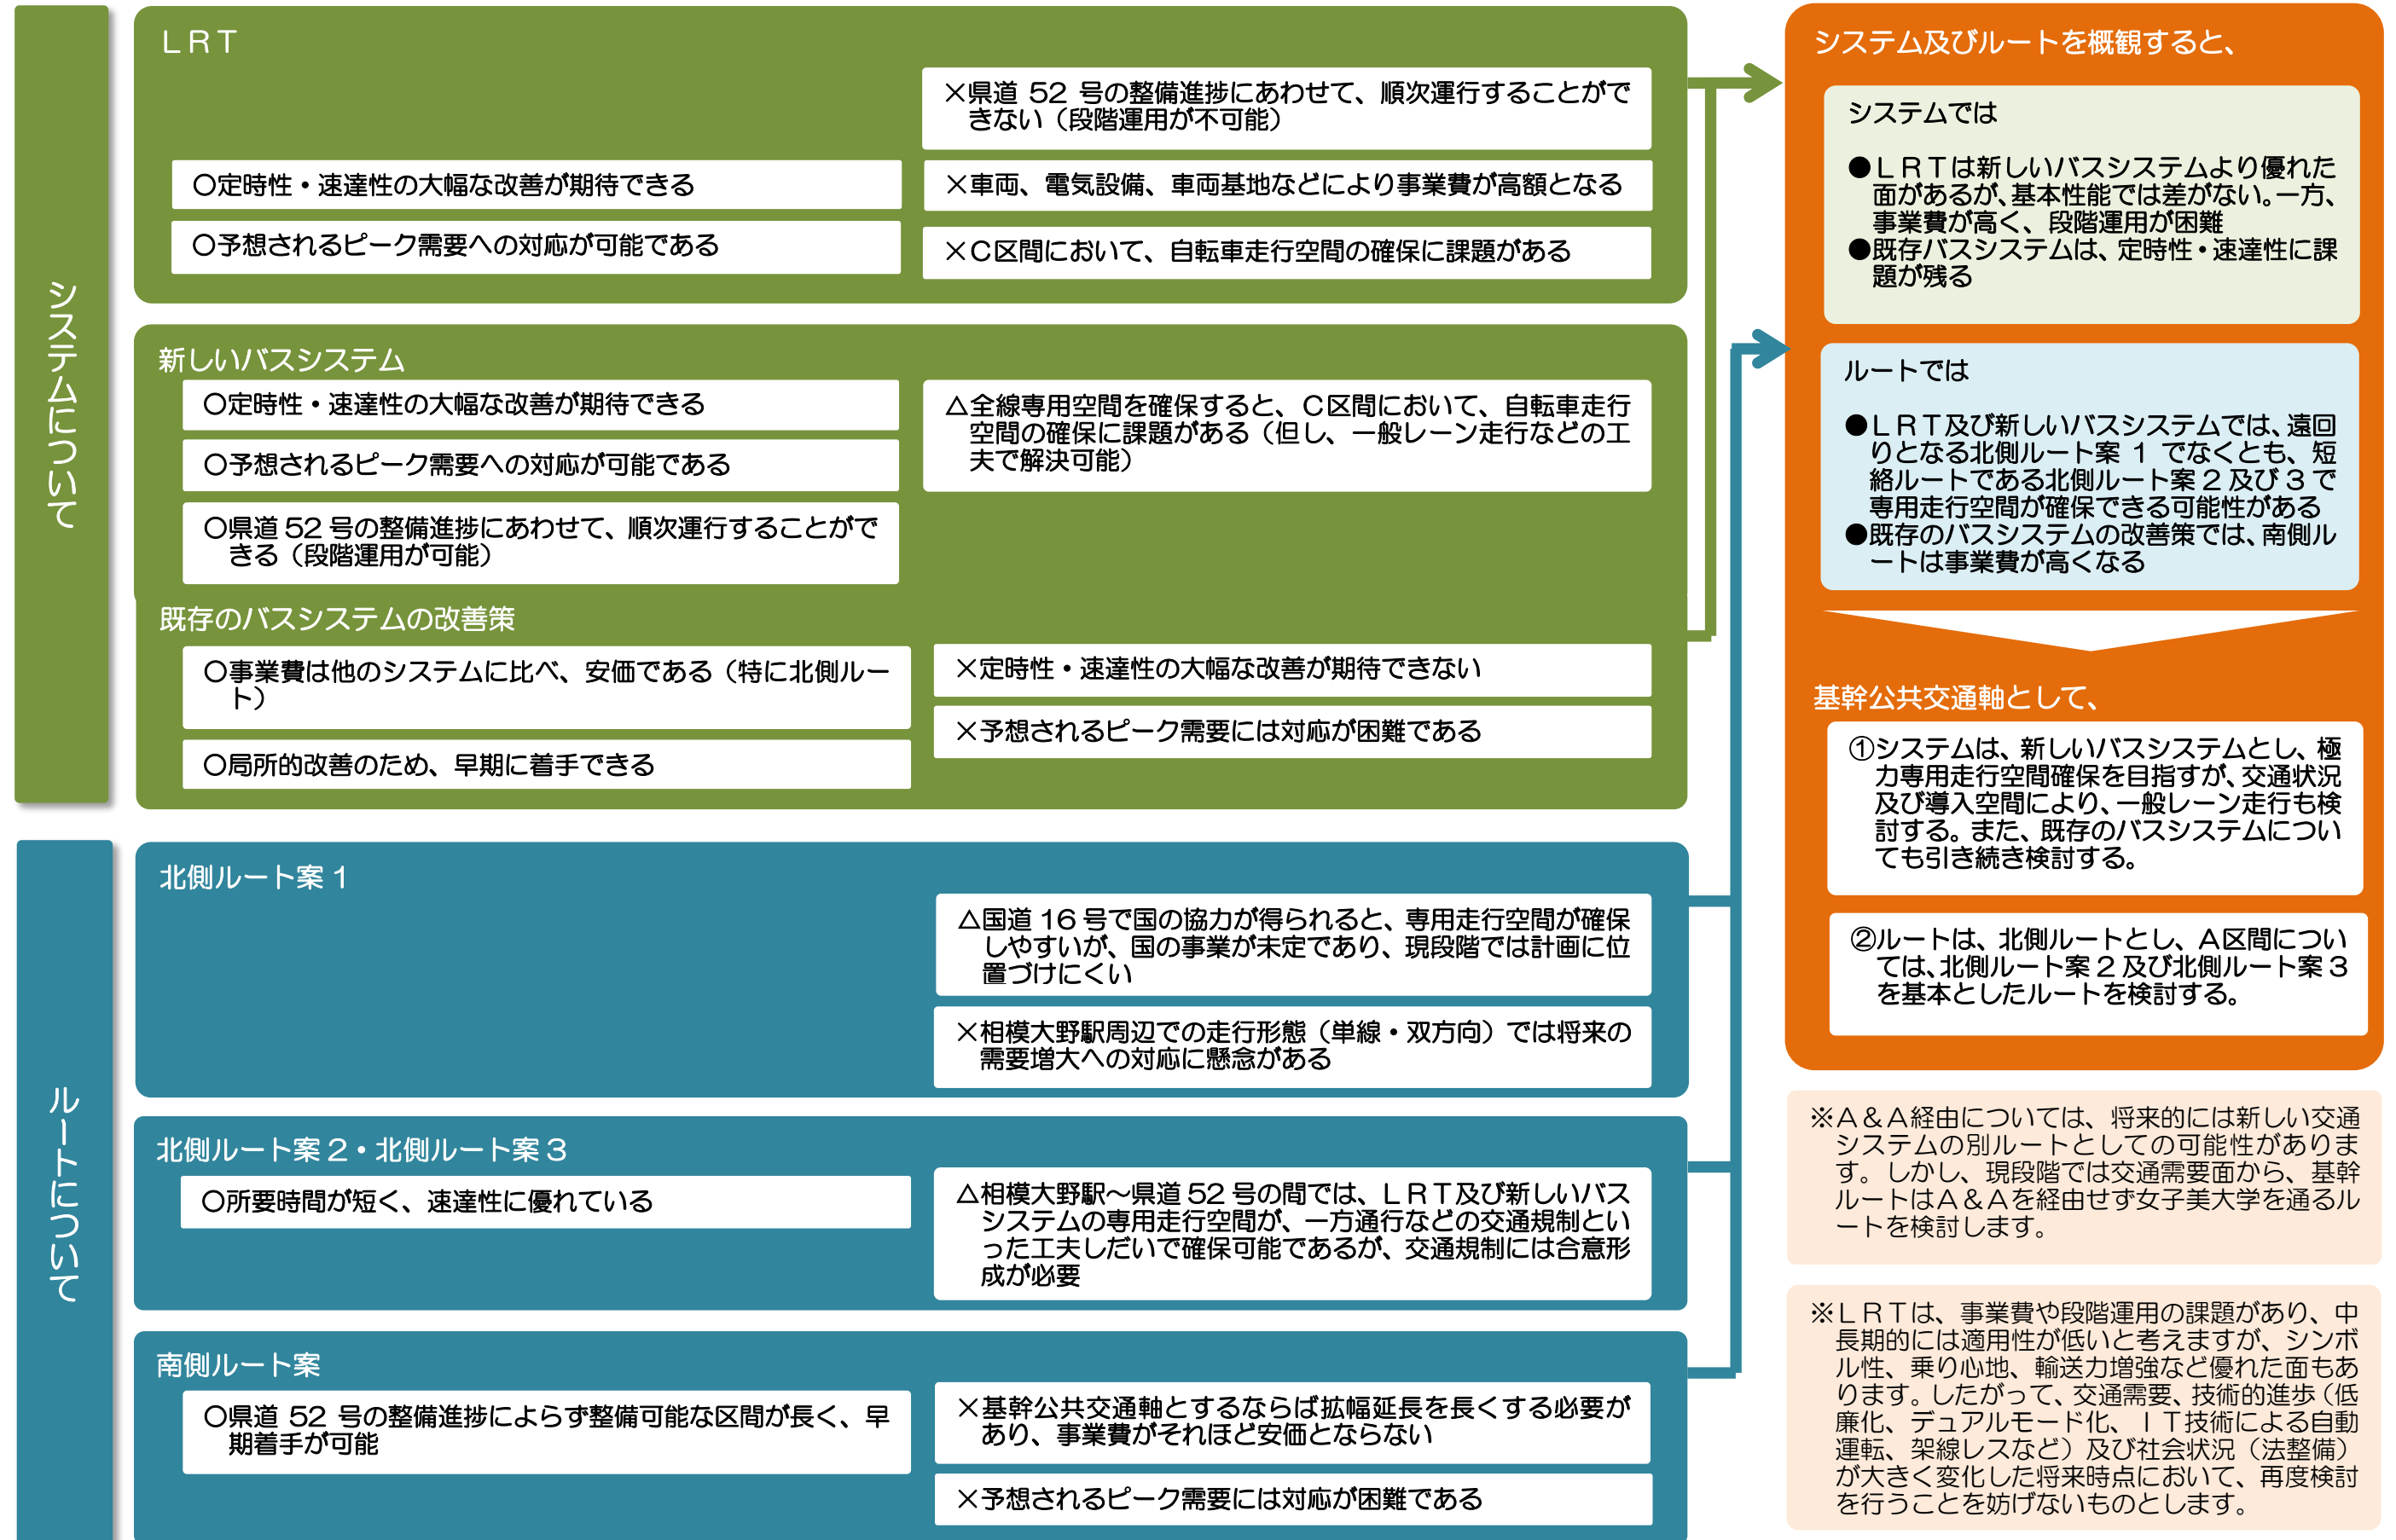 システムについて
ＬＲＴ
○定時性・速達性の大幅な改善が期待できる
○予想されるピーク需要への対応が可能である
×県道 52 号の整備進捗にあわせて、順次運行することがで
きない（段階運用が不可能）
×車両、電気設備、車両基地などにより事業費が高額となる
×Ｃ区間において、自転車走行空間の確保に課題がある
新しいバスシステム
○定時性・速達性の大幅な改善が期待できる
○予想されるピーク需要への対応が可能である
○県道 52 号の整備進捗にあわせて、順次運行することがで
きる（段階運用が可能）
△全線専用空間を確保すると、Ｃ区間において、自転車走行
空間の確保に課題がある（但し、一般レーン走行などの工
夫で解決可能）
既存のバスシステムの改善策
○事業費は他のシステムに比べ、安価である（特に北側ルー
ト）
○局所的改善のため、早期に着手できる
×定時性・速達性の大幅な改善が期待できない
×予想されるピーク需要には対応が困難である
ルートについて
北側ルート案 1
△国道 16 号で国の協力が得られると、専用走行空間が確保
しやすいが、国の事業が未定であり、現段階では計画に位
置づけにくい
×相模大野駅周辺での走行形態（単線・双方向）では将来の
需要増大への対応に懸念がある
北側ルート案 2・北側ルート案 3
○所要時間が短く、速達性に優れている
△相模大野駅～県道 52 号の間では、ＬＲＴ及び新しいバス
システムの専用走行空間が、一方通行などの交通規制とい
った工夫しだいで確保可能であるが、交通規制には合意形
成が必要
南側ルート案
○県道 52 号の整備進捗によらず整備可能な区間が長く、早
期着手が可能
×基幹公共交通軸とするならば拡幅延長を長くする必要が
あり、事業費がそれほど安価とならない
×予想されるピーク需要には対応が困難である
システム及びルートを概観すると、
システムでは
●ＬＲＴは新しいバスシステムより優れた
面があるが、基本性能では差がない。一方、
事業費が高く、段階運用が困難
●既存バスシステムは、定時性・速達性に課
題が残る
ルートでは
●ＬＲＴ及び新しいバスシステムでは、遠回
りとなる北側ルート案 1 でなくとも、短
絡ルートである北側ルート案 2 及び 3 で
専用走行空間が確保できる可能性がある
●既存のバスシステムの改善策では、南側ル
ートは事業費が高くなる
基幹公共交通軸として、
①システムは、新しいバスシステムとし、極
力専用走行空間確保を目指すが、交通状況
及び導入空間により、一般レーン走行も検
討する。また、既存のバスシステムについ
ても引き続き検討する。
②ルートは、北側ルートとし、Ａ区間につい
ては、北側ルート案 2 及び北側ルート案 3
を基本としたルートを検討する。
※Ａ＆Ａ経由については、将来的には新しい交通
システムの別ルートとしての可能性がありま
す。しかし、現段階では交通需要面から、基幹
ルートはＡ＆Ａを経由せず女子美大学を通るル
ートを検討します。
※ＬＲＴは、事業費や段階運用の課題があり、中
長期的には適用性が低いと考えますが、シンボ
ル性、乗り心地、輸送力増強など優れた面もあ
ります。したがって、交通需要、技術的進歩（低
廉化、デュアルモード化、ＩＴ技術による自動
運転、架線レスなど）及び社会状況（法整備）
が大きく変化した将来時点において、再度検討
を行うことを妨げないものとします。